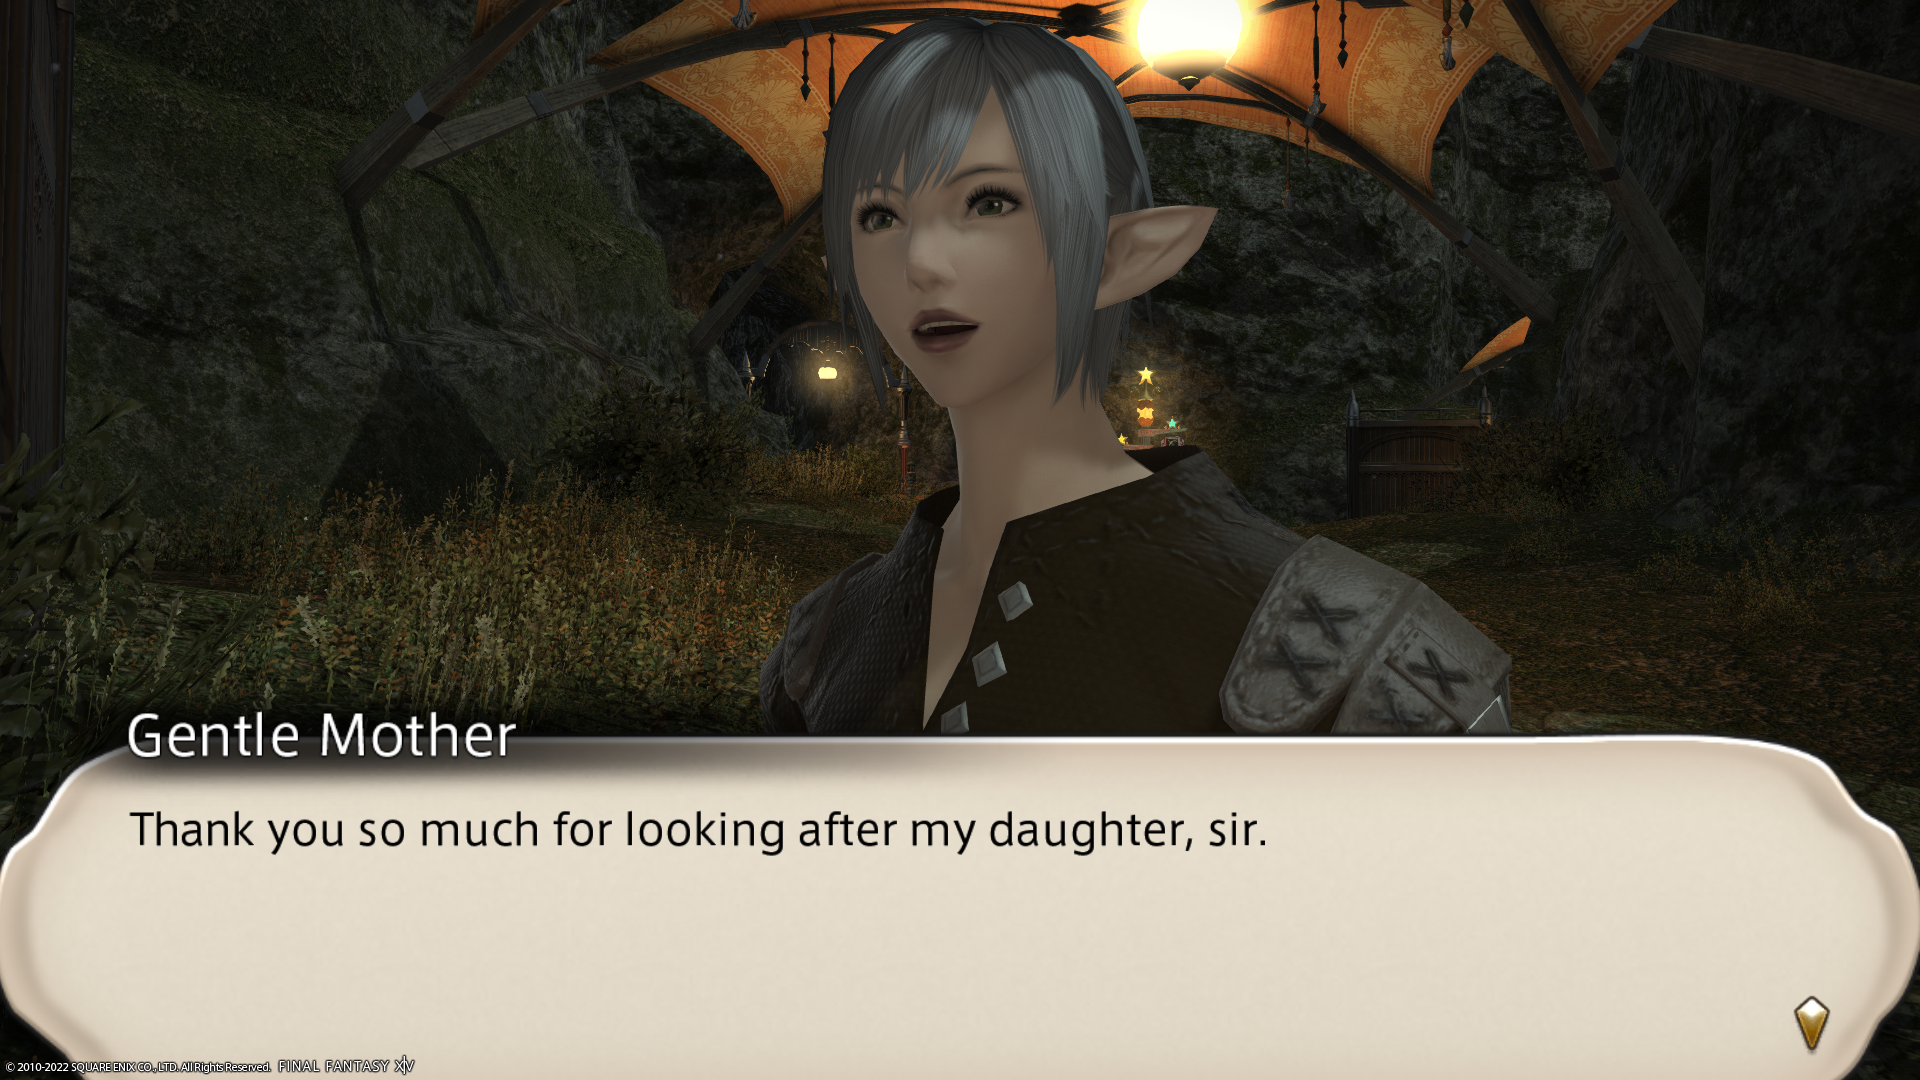 Gentle Mother
Thank you so much for looking after my daughter, sir.
© 2010-2022 SQUARE ENIX CO., LTD. All Rights Reserved. FINAL FANTASY XIV